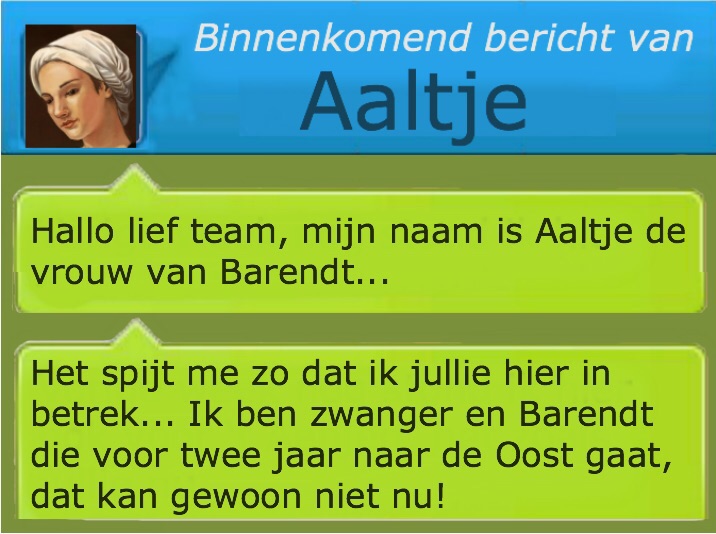 Binnenkomend bericht van
Aaltje
Hallo lief team, mijn naam is Aaltje de
vrouw van Barendt...
Het spijt me zo dat ik jullie hier in
betrek... Ik ben zwanger en Barendt
die voor twee jaar naar de Oost gaat,
dat kan gewoon niet nu!